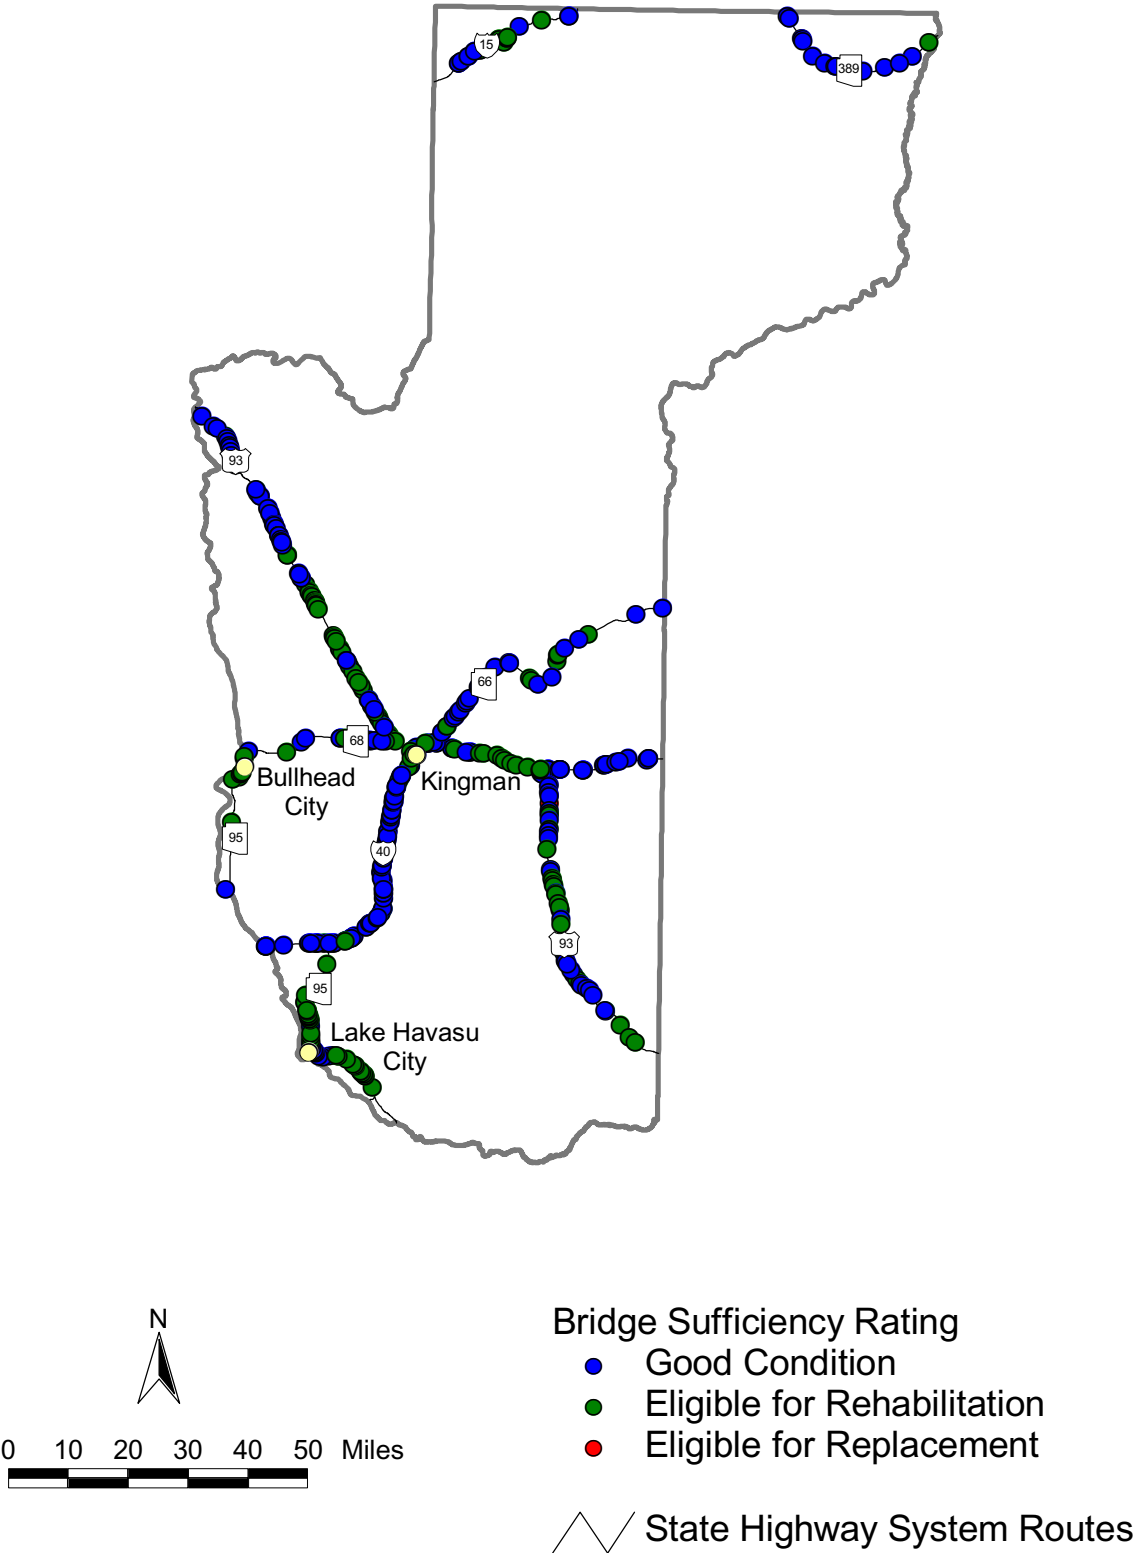 15
389
93
66
68
Kingman
Bullhead
City
95
40
93
95
Lake Havasu
City
N
0 10 20 30 40 50 Miles
Bridge Sufficiency Rating
Good Condition
Eligible for Rehabilitation
Eligible for Replacement
State Highway System Routes